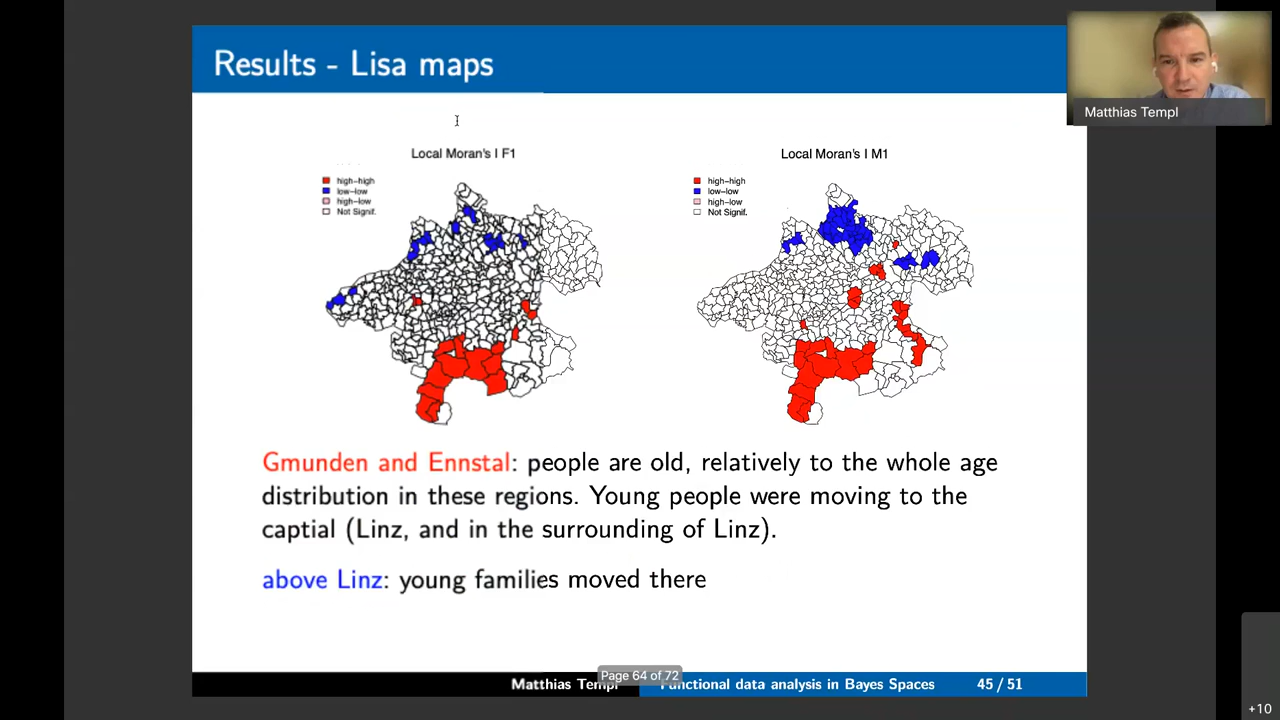 Results - Lisa maps
Matthias Templ
Local Moran's I F1
high-high
low-low
high-low
Not Signif.
Local Moran's I M1
high-high
low-low
high-low
Not Signif.
Gmunden and Ennstal: people are old, relatively to the whole age
distribution in these regions. Young people were moving to the
captial (Linz, and in the surrounding of Linz).
above Linz: young families moved there
Page 64 of 72
Matthias Templ
Functional data analysis in Bayes Spaces
45 / 51
+10